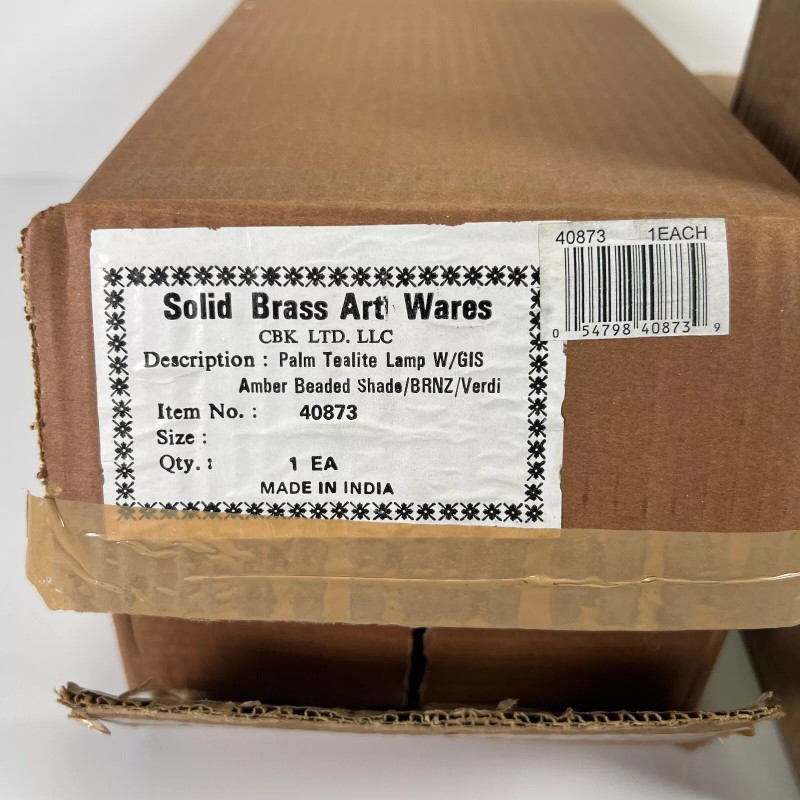 40873 1EACH
0 54798 40873 9
Solid Brass Art Wares
CBK LTD. LLC
Description : Palm Tealite Lamp W/GlS
Amber Beaded Shade/BRNZ/Verdi
Item No. : 40873
Size :
Qty. : 1 EA
MADE IN INDIA